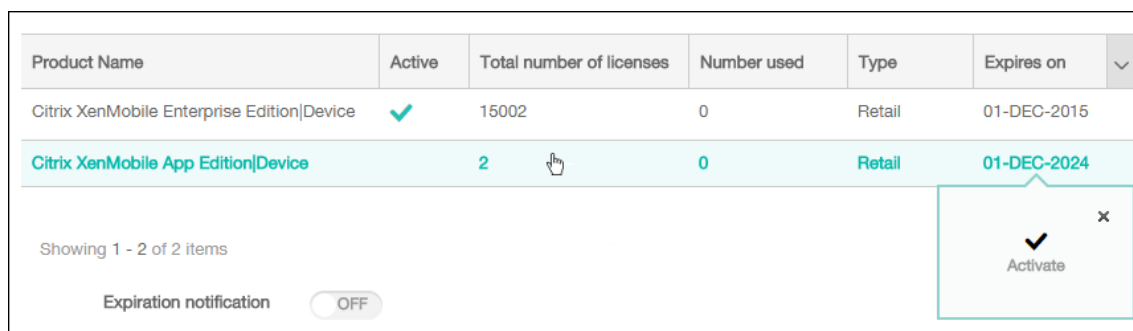 Product Name Active Total number of licenses Number used Type Expires on
Citrix XenMobile Enterprise Edition|Device 15002 0 Retail 01-DEC-2015
Citrix XenMobile App Edition|Device 2 0 Retail 01-DEC-2024
Showing 1 - 2 of 2 items
Activate
Expiration notification OFF